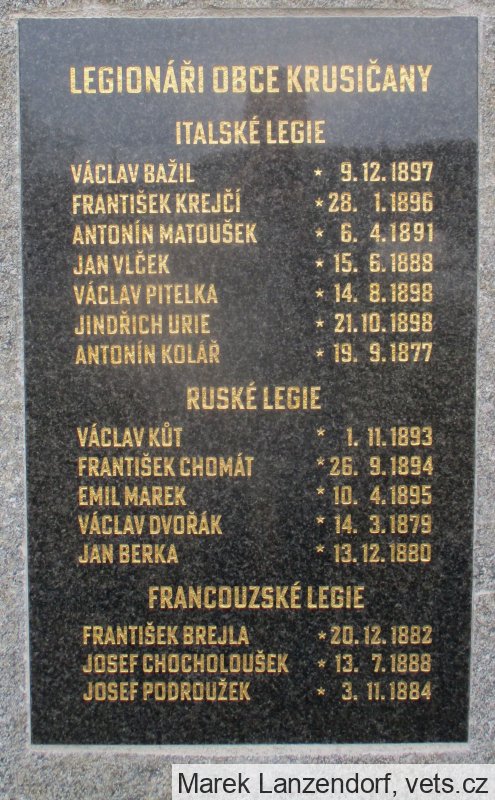 LEGIONÁŘI OBCE KRUSIČANY
ITALSKÉ LEGIE
VÁCLAV BAŽIL * 9.12.1897
FRANTIŠEK KREJČÍ * 28. 1.1896
ANTONÍN MATOUŠEK * 6. 4.1891
JAN VLČEK * 15. 6.1888
VÁCLAV PITELKA * 14. 8.1898
JINDŘICH URIE * 21.10.1898
ANTONÍN KOLÁŘ * 19. 9.1877
RUSKÉ LEGIE
VÁCLAV KŮT * 1. 11.1893
FRANTIŠEK CHOMÁT * 26. 9.1894
EMIL MAREK * 10. 4.1895
VÁCLAV DVOŘÁK * 14. 3.1879
JAN BERKA * 13.12.1880
FRANCOUZSKÉ LEGIE
FRANTIŠEK BREJLA * 20.12.1882
JOSEF CHOCHOLOUŠEK * 13. 7.1888
JOSEF PODROUŽEK * 3. 11.1884
Marek Lanzendorf, vets.cz